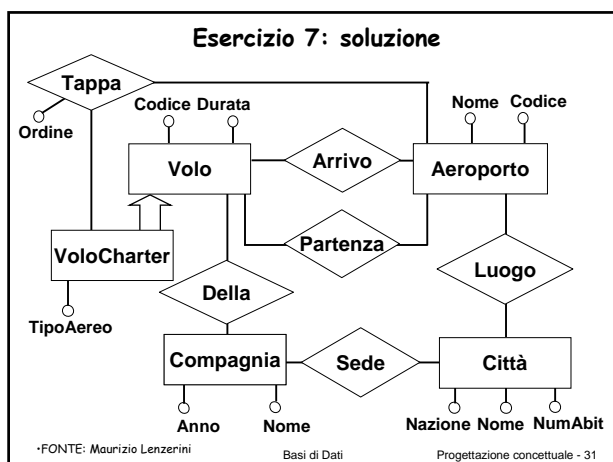 Esercizio 7: soluzione
Tappa
Ordine
Codice Durata
Nome Codice
Volo
Arrivo
Aeroporto
Partenza
VoloCharter
TipoAereo
Della
Luogo
Compagnia
Sede
Città
Anno
Nome
Nazione Nome NumAbit
•FONTE: Maurizio Lenzerini
Basi di Dati
Progettazione concettuale - 31